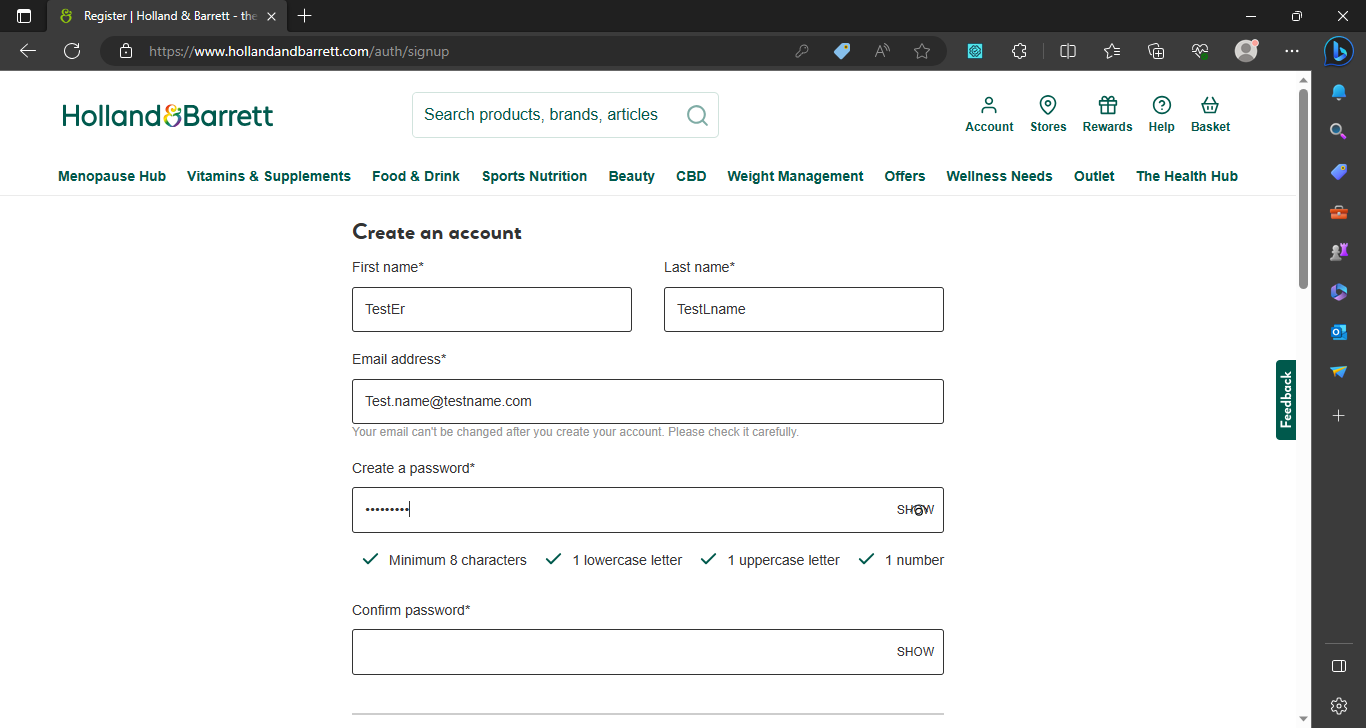 Register | Holland & Barrett - the
https://www.hollandandbarrett.com/auth/signup
Holland&Barrett
Search products, brands, articles
Account Stores Rewards Help Basket
Menopause Hub Vitamins & Supplements Food & Drink Sports Nutrition Beauty CBD Weight Management Offers Wellness Needs Outlet The Health Hub
Create an account
First name* Last name*
TestEr TestLname
Email address*
Test.name@testname.com
Your email can't be changed after you create your account. Please check it carefully.
Feedback
Create a password*
••••••••• SHOW
Minimum 8 characters 1 lowercase letter 1 uppercase letter 1 number
Confirm password*
SHOW